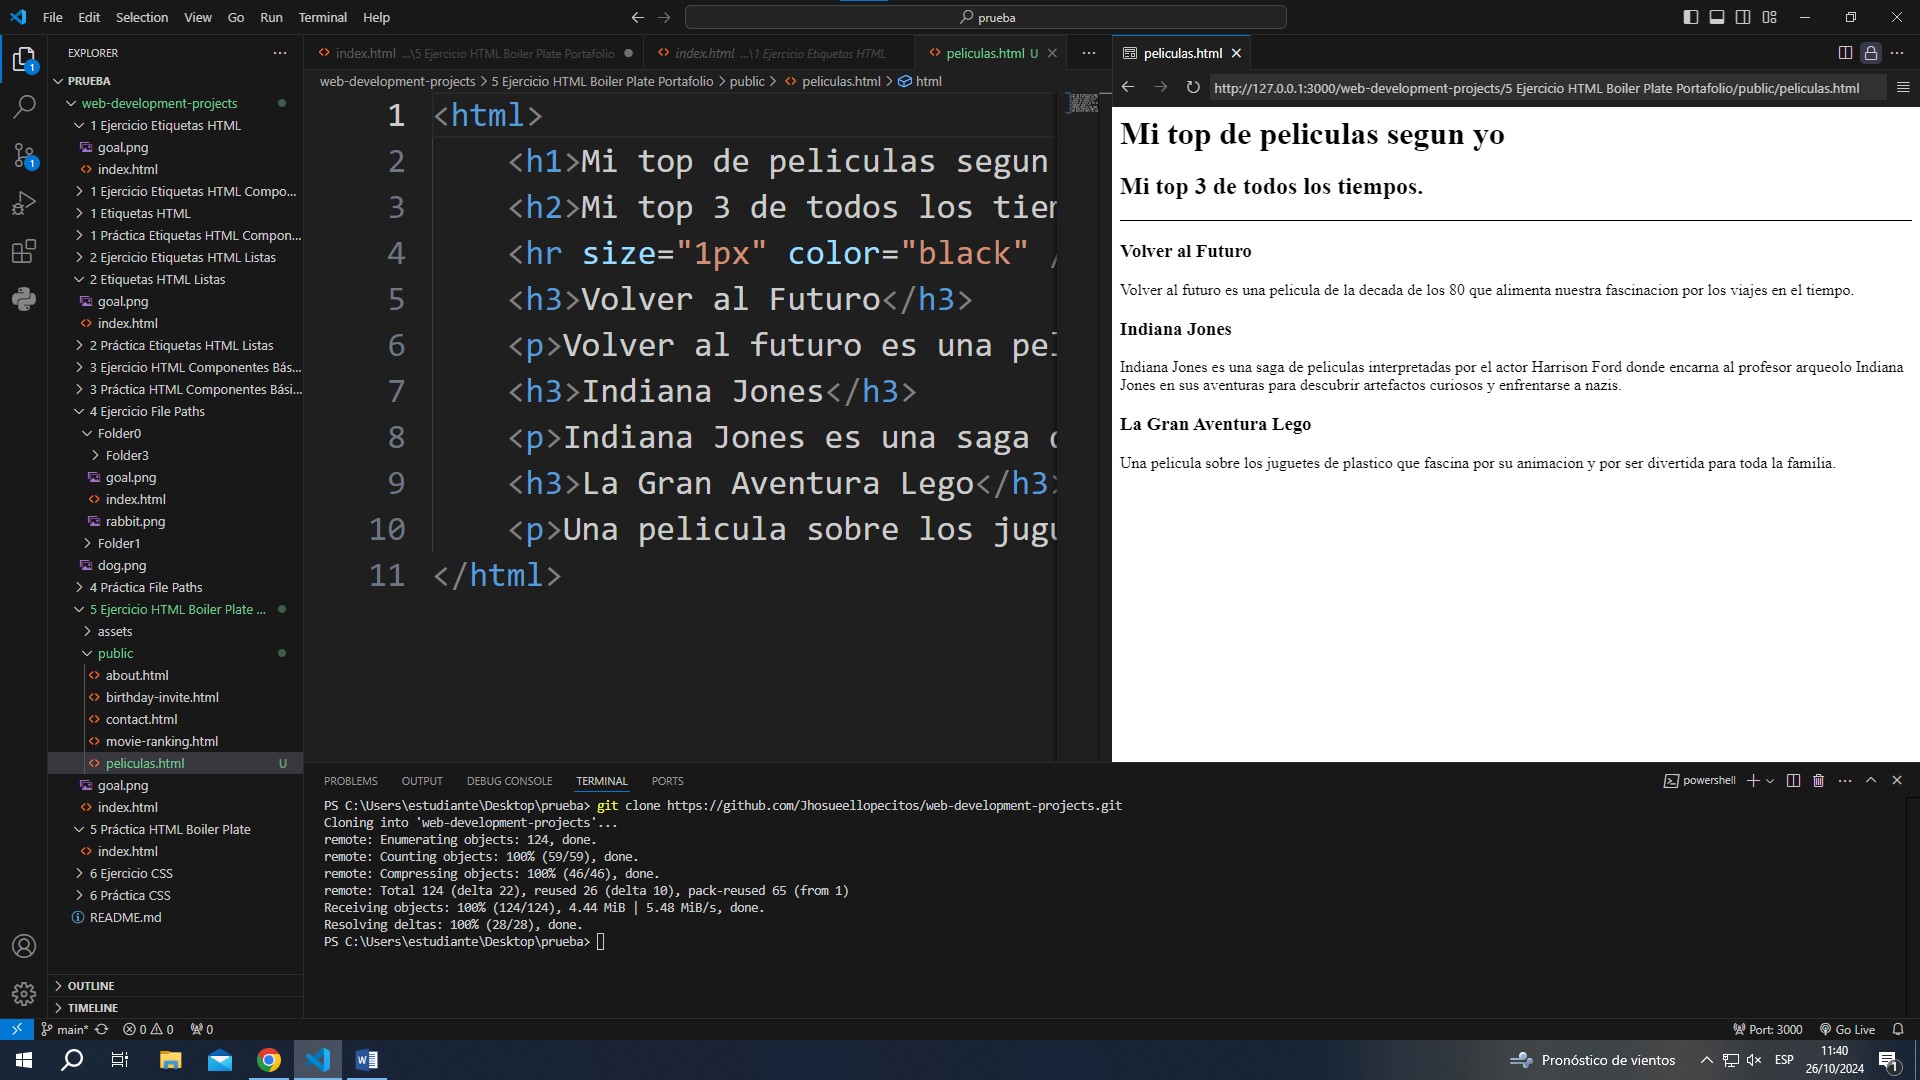 File Edit Selection View Go Run Terminal Help
prueba
EXPLORER
index.html ...\5 Ejercicio HTML Boiler Plate Portafolio
index.html ...\1 Ejercicio Etiquetas HTML
peliculas.html U
peliculas.html
PRUEBA
web-development-projects > 5 Ejercicio HTML Boiler Plate Portafolio > public > peliculas.html > html
http://127.0.0.1:3000/web-development-projects/5 Ejercicio HTML Boiler Plate Portafolio/public/peliculas.html
web-development-projects
1 Ejercicio Etiquetas HTML
goal.png
index.html
1 Ejercicio Etiquetas HTML Compo...
1 Etiquetas HTML
1 Práctica Etiquetas HTML Compon...
2 Ejercicio Etiquetas HTML Listas
2 Etiquetas HTML Listas
goal.png
index.html
2 Práctica Etiquetas HTML Listas
3 Ejercicio HTML Componentes Bás...
3 Práctica HTML Componentes Bási...
4 Ejercicio File Paths
Folder0
Folder3
goal.png
index.html
rabbit.png
Folder1
dog.png
4 Práctica File Paths
5 Ejercicio HTML Boiler Plate ...
assets
public
about.html
birthday-invite.html
contact.html
movie-ranking.html
peliculas.html U
goal.png
index.html
5 Práctica HTML Boiler Plate
index.html
6 Ejercicio CSS
6 Práctica CSS
README.md
OUTLINE
TIMELINE
1 <html>
2 <h1>Mi top de peliculas segun
3 <h2>Mi top 3 de todos los tiem
4 <hr size="1px" color="black" /
5 <h3>Volver al Futuro</h3>
6 <p>Volver al futuro es una pel
7 <h3>Indiana Jones</h3>
8 <p>Indiana Jones es una saga d
9 <h3>La Gran Aventura Lego</h3>
10 <p>Una pelicula sobre los jugu
11 </html>
Mi top de peliculas segun yo
Mi top 3 de todos los tiempos.
Volver al Futuro
Volver al futuro es una pelicula de la decada de los 80 que alimenta nuestra fascinacion por los viajes en el tiempo.
Indiana Jones
Indiana Jones es una saga de peliculas interpretadas por el actor Harrison Ford donde encarna al profesor arqueolo Indiana
Jones en sus aventuras para descubrir artefactos curiosos y enfrentarse a nazis.
La Gran Aventura Lego
Una pelicula sobre los juguetes de plastico que fascina por su animacion y por ser divertida para toda la familia.
PROBLEMS OUTPUT DEBUG CONSOLE TERMINAL PORTS
powershell
PS C:\Users\estudiante\Desktop\prueba> git clone https://github.com/Jhosueellopecitos/web-development-projects.git
Cloning into 'web-development-projects'...
remote: Enumerating objects: 124, done.
remote: Counting objects: 100% (59/59), done.
remote: Compressing objects: 100% (46/46), done.
remote: Total 124 (delta 22), reused 26 (delta 10), pack-reused 65 (from 1)
Receiving objects: 100% (124/124), 4.44 MiB | 5.48 MiB/s, done.
Resolving deltas: 100% (28/28), done.
PS C:\Users\estudiante\Desktop\prueba>
main* 0 0 0
Port: 3000 Go Live
Pronóstico de vientos
ESP
11:40
26/10/2024
1